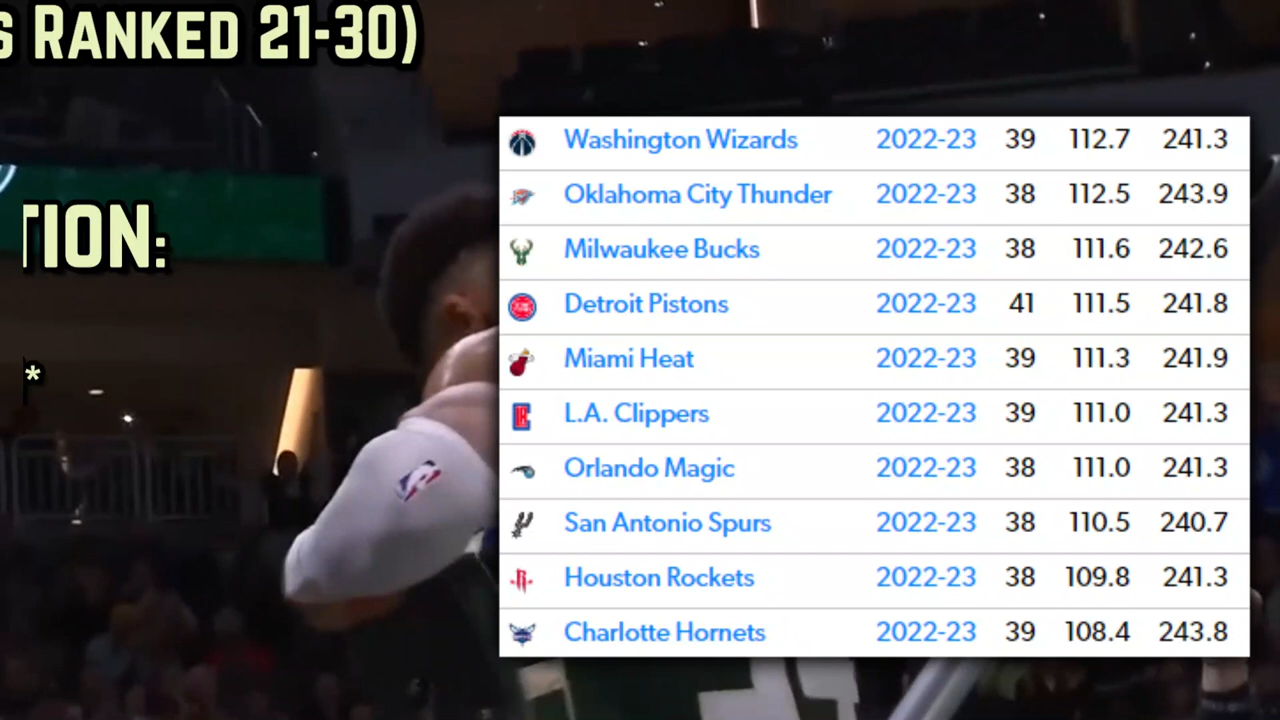 S RANKED 21-30)
TION:
*
Washington Wizards 2022-23 39 112.7 241.3
Oklahoma City Thunder 2022-23 38 112.5 243.9
Milwaukee Bucks 2022-23 38 111.6 242.6
Detroit Pistons 2022-23 41 111.5 241.8
Miami Heat 2022-23 39 111.3 241.9
L.A. Clippers 2022-23 39 111.0 241.3
Orlando Magic 2022-23 38 111.0 241.3
San Antonio Spurs 2022-23 38 110.5 240.7
Houston Rockets 2022-23 38 109.8 241.3
Charlotte Hornets 2022-23 39 108.4 243.8